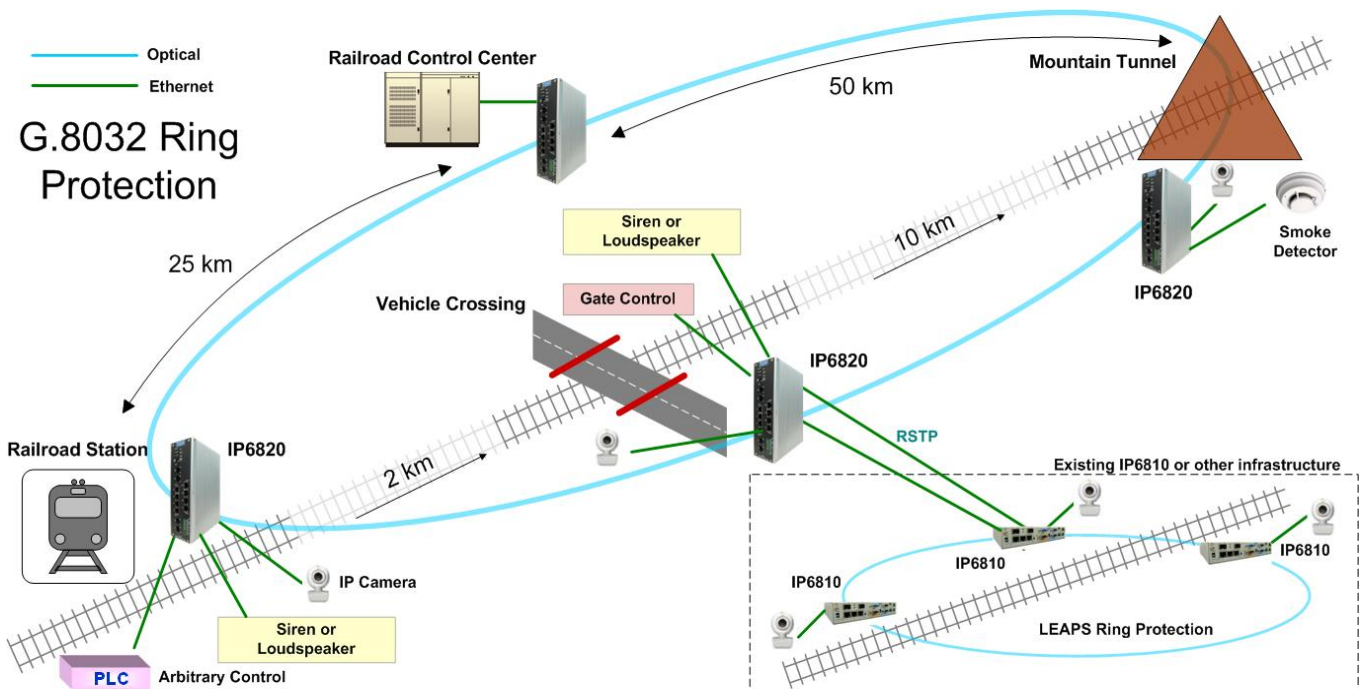 Optical
Ethernet
G.8032 Ring
Protection
Railroad Control Center
50 km
Mountain Tunnel
25 km
Siren or
Loudspeaker
10 km
Smoke
Detector
IP6820
Vehicle Crossing
Gate Control
IP6820
RSTP
Railroad Station
IP6820
2 km
Existing IP6810 or other infrastructure
IP6810
IP6810
IP6810
IP Camera
LEAPS Ring Protection
Siren or
Loudspeaker
PLC
Arbitrary Control